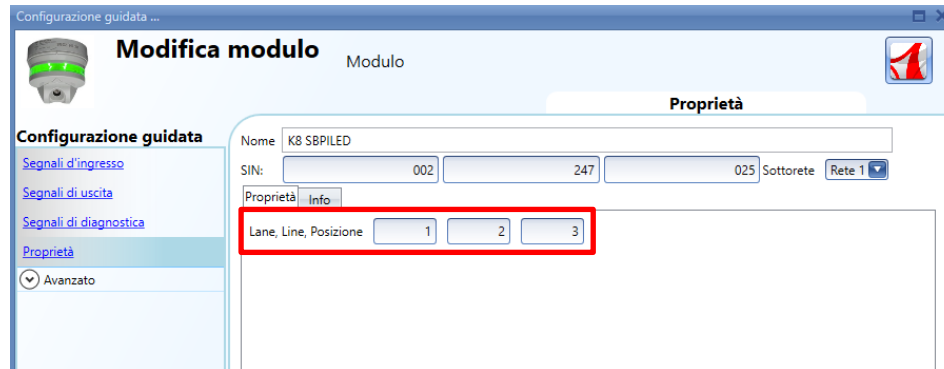 Configurazione guidata ...
Modifica modulo
Modulo
Proprietà
Configurazione guidata
Segnali d'ingresso
Segnali di uscita
Segnali di diagnostica
Proprietà
Avanzato
Nome K8 SBPILED
SIN: 002 247 025 Sottorete Rete 1
Proprietà Info
Lane, Line, Posizione 1 2 3